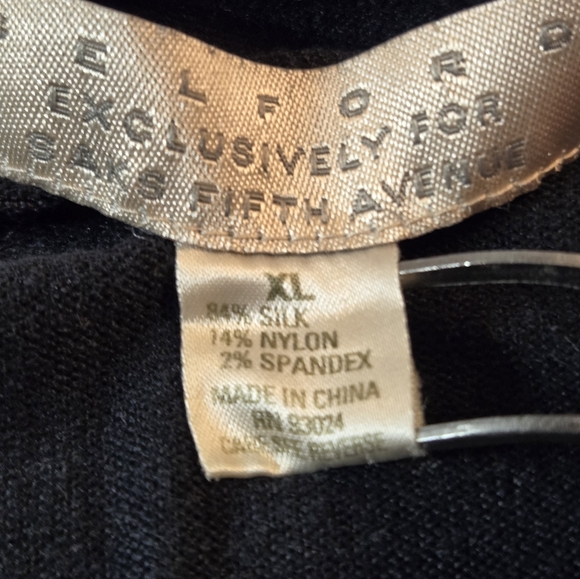 BELFORD
EXCLUSIVELY FOR
SAKS FIFTH AVENUE
XL
84% SILK
14% NYLON
2% SPANDEX
MADE IN CHINA
RN 93024
CARE SEE REVERSE